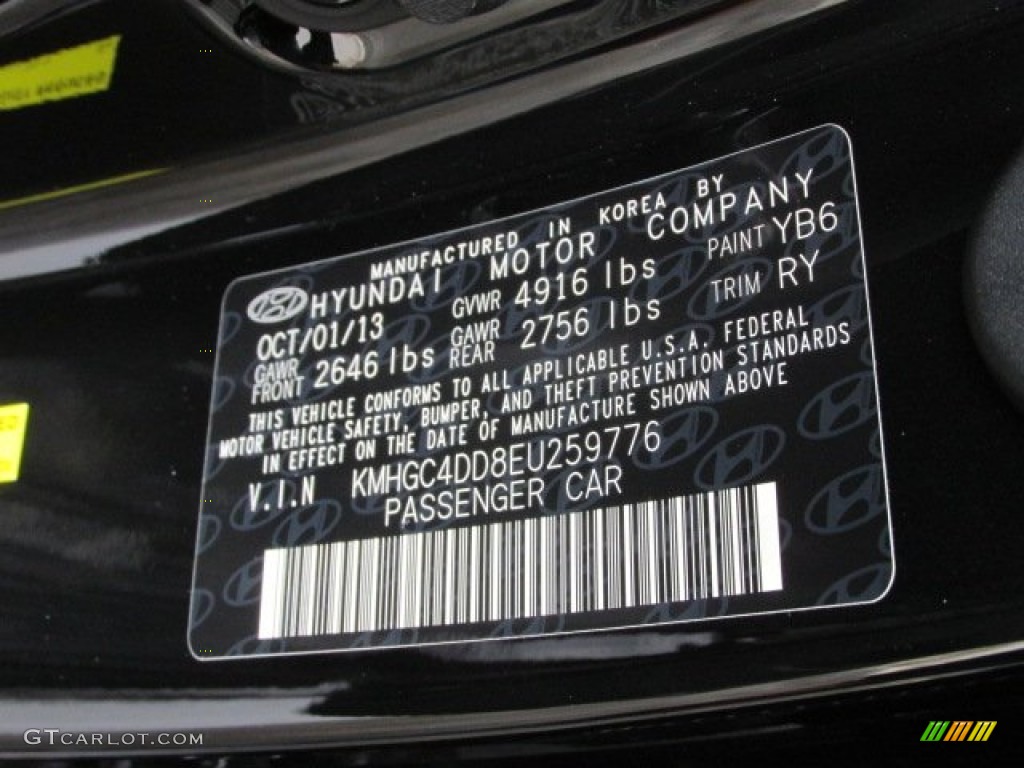 MANUFACTURED IN KOREA BY
HYUNDAI MOTOR COMPANY
OCT/01/13 GVWR 4916 lbs PAINT YB6
GAWR FRONT 2646 lbs GAWR REAR 2756 lbs TRIM RY
THIS VEHICLE CONFORMS TO ALL APPLICABLE U.S.A. FEDERAL
MOTOR VEHICLE SAFETY, BUMPER, AND THEFT PREVENTION STANDARDS
IN EFFECT ON THE DATE OF MANUFACTURE SHOWN ABOVE
V.I.N KMHGC4DD8EU259776
PASSENGER CAR
GTCARLOT.COM